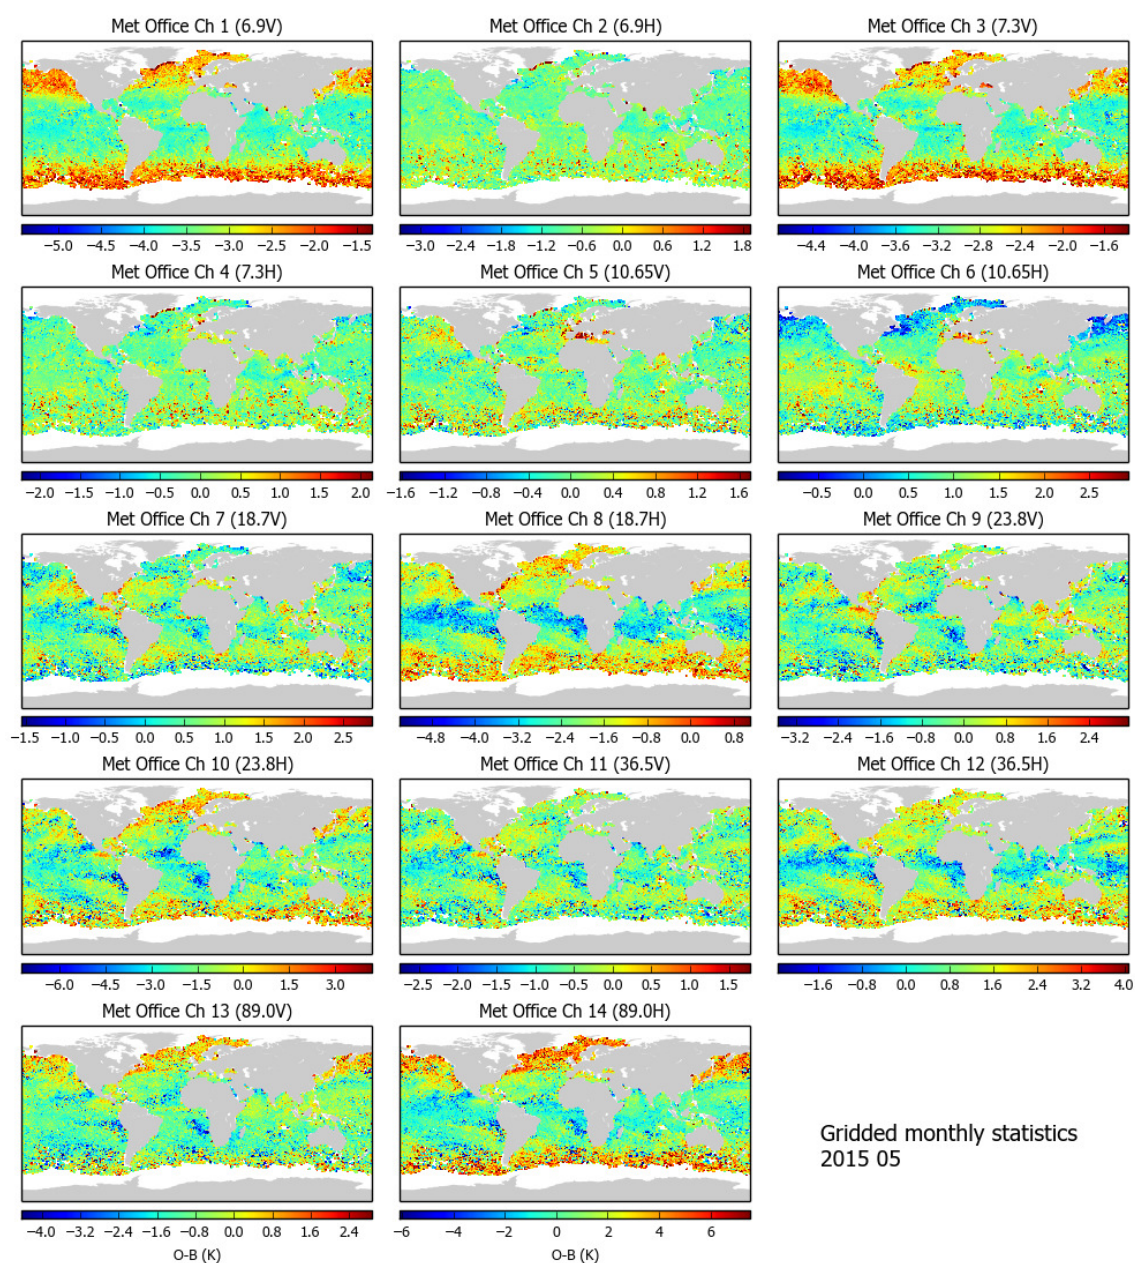 Met Office Ch 1 (6.9V) Met Office Ch 2 (6.9H) Met Office Ch 3 (7.3V)
−5.0 −4.5 −4.0 −3.5 −3.0 −2.5 −2.0 −1.5 −3.0 −2.4 −1.8 −1.2 −0.6 0.0 0.6 1.2 1.8 −4.4 −4.0 −3.6 −3.2 −2.8 −2.4 −2.0 −1.6
Met Office Ch 4 (7.3H) Met Office Ch 5 (10.65V) Met Office Ch 6 (10.65H)
−2.0 −1.5 −1.0 −0.5 0.0 0.5 1.0 1.5 2.0 −1.6 −1.2 −0.8 −0.4 0.0 0.4 0.8 1.2 1.6 −0.5 0.0 0.5 1.0 1.5 2.0 2.5
Met Office Ch 7 (18.7V) Met Office Ch 8 (18.7H) Met Office Ch 9 (23.8V)
−1.5 −1.0 −0.5 0.0 0.5 1.0 1.5 2.0 2.5 −4.8 −4.0 −3.2 −2.4 −1.6 −0.8 0.0 0.8 −3.2 −2.4 −1.6 −0.8 0.0 0.8 1.6 2.4
Met Office Ch 10 (23.8H) Met Office Ch 11 (36.5V) Met Office Ch 12 (36.5H)
−6.0 −4.5 −3.0 −1.5 0.0 1.5 3.0 −2.5 −2.0 −1.5 −1.0 −0.5 0.0 0.5 1.0 1.5 −1.6 −0.8 0.0 0.8 1.6 2.4 3.2 4.0
Met Office Ch 13 (89.0V) Met Office Ch 14 (89.0H)
Gridded monthly statistics
2015 05
−4.0 −3.2 −2.4 −1.6 −0.8 0.0 0.8 1.6 2.4 −6 −4 −2 0 2 4 6
O-B (K) O-B (K)